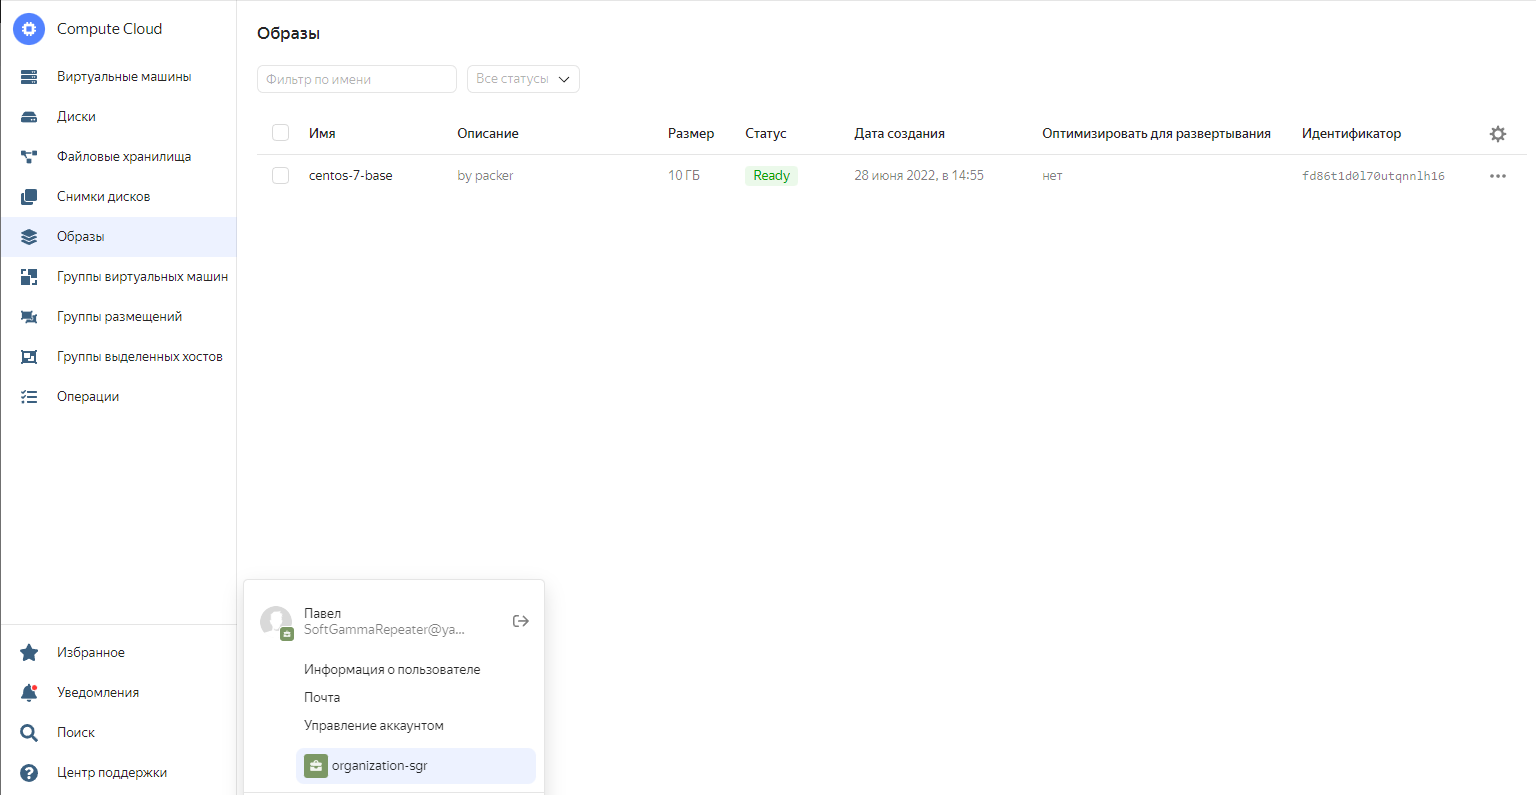 Compute Cloud
Виртуальные машины
Диски
Файловые хранилища
Снимки дисков
Образы
Группы виртуальных машин
Группы размещений
Группы выделенных хостов
Операции
Избранное
Уведомления
Поиск
Центр поддержки
Образы
Фильтр по имени Все статусы
Имя Описание Размер Статус Дата создания Оптимизировать для развертывания Идентификатор
centos-7-base by packer 10 ГБ Ready 28 июня 2022, в 14:55 нет fd86t1d0l70utqnnlh16
Павел
SoftGammaRepeater@ya...
Информация о пользователе
Почта
Управление аккаунтом
organization-sgr